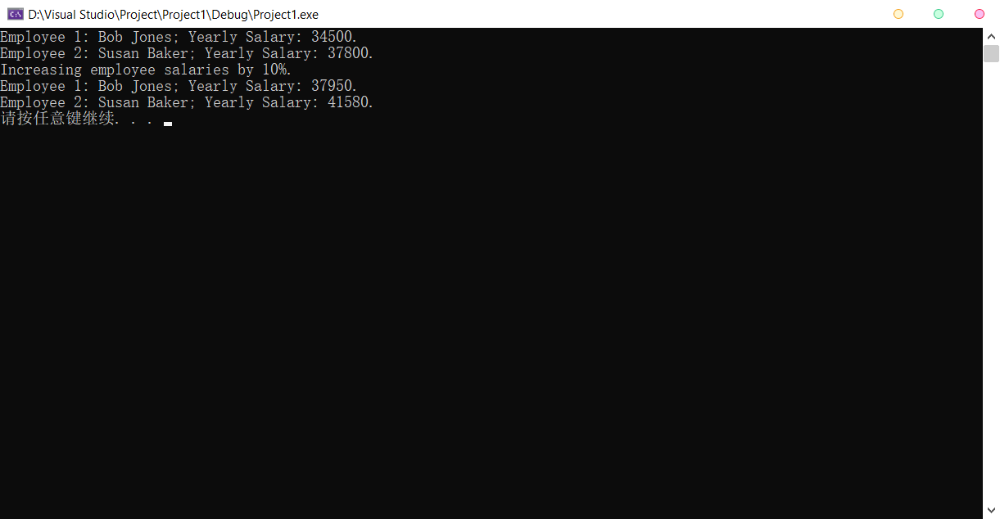 D:\Visual Studio\Project\Project1\Debug\Project1.exe
Employee 1: Bob Jones; Yearly Salary: 34500.
Employee 2: Susan Baker; Yearly Salary: 37800.
Increasing employee salaries by 10%.
Employee 1: Bob Jones; Yearly Salary: 37950.
Employee 2: Susan Baker; Yearly Salary: 41580.
请按任意键继续. . .